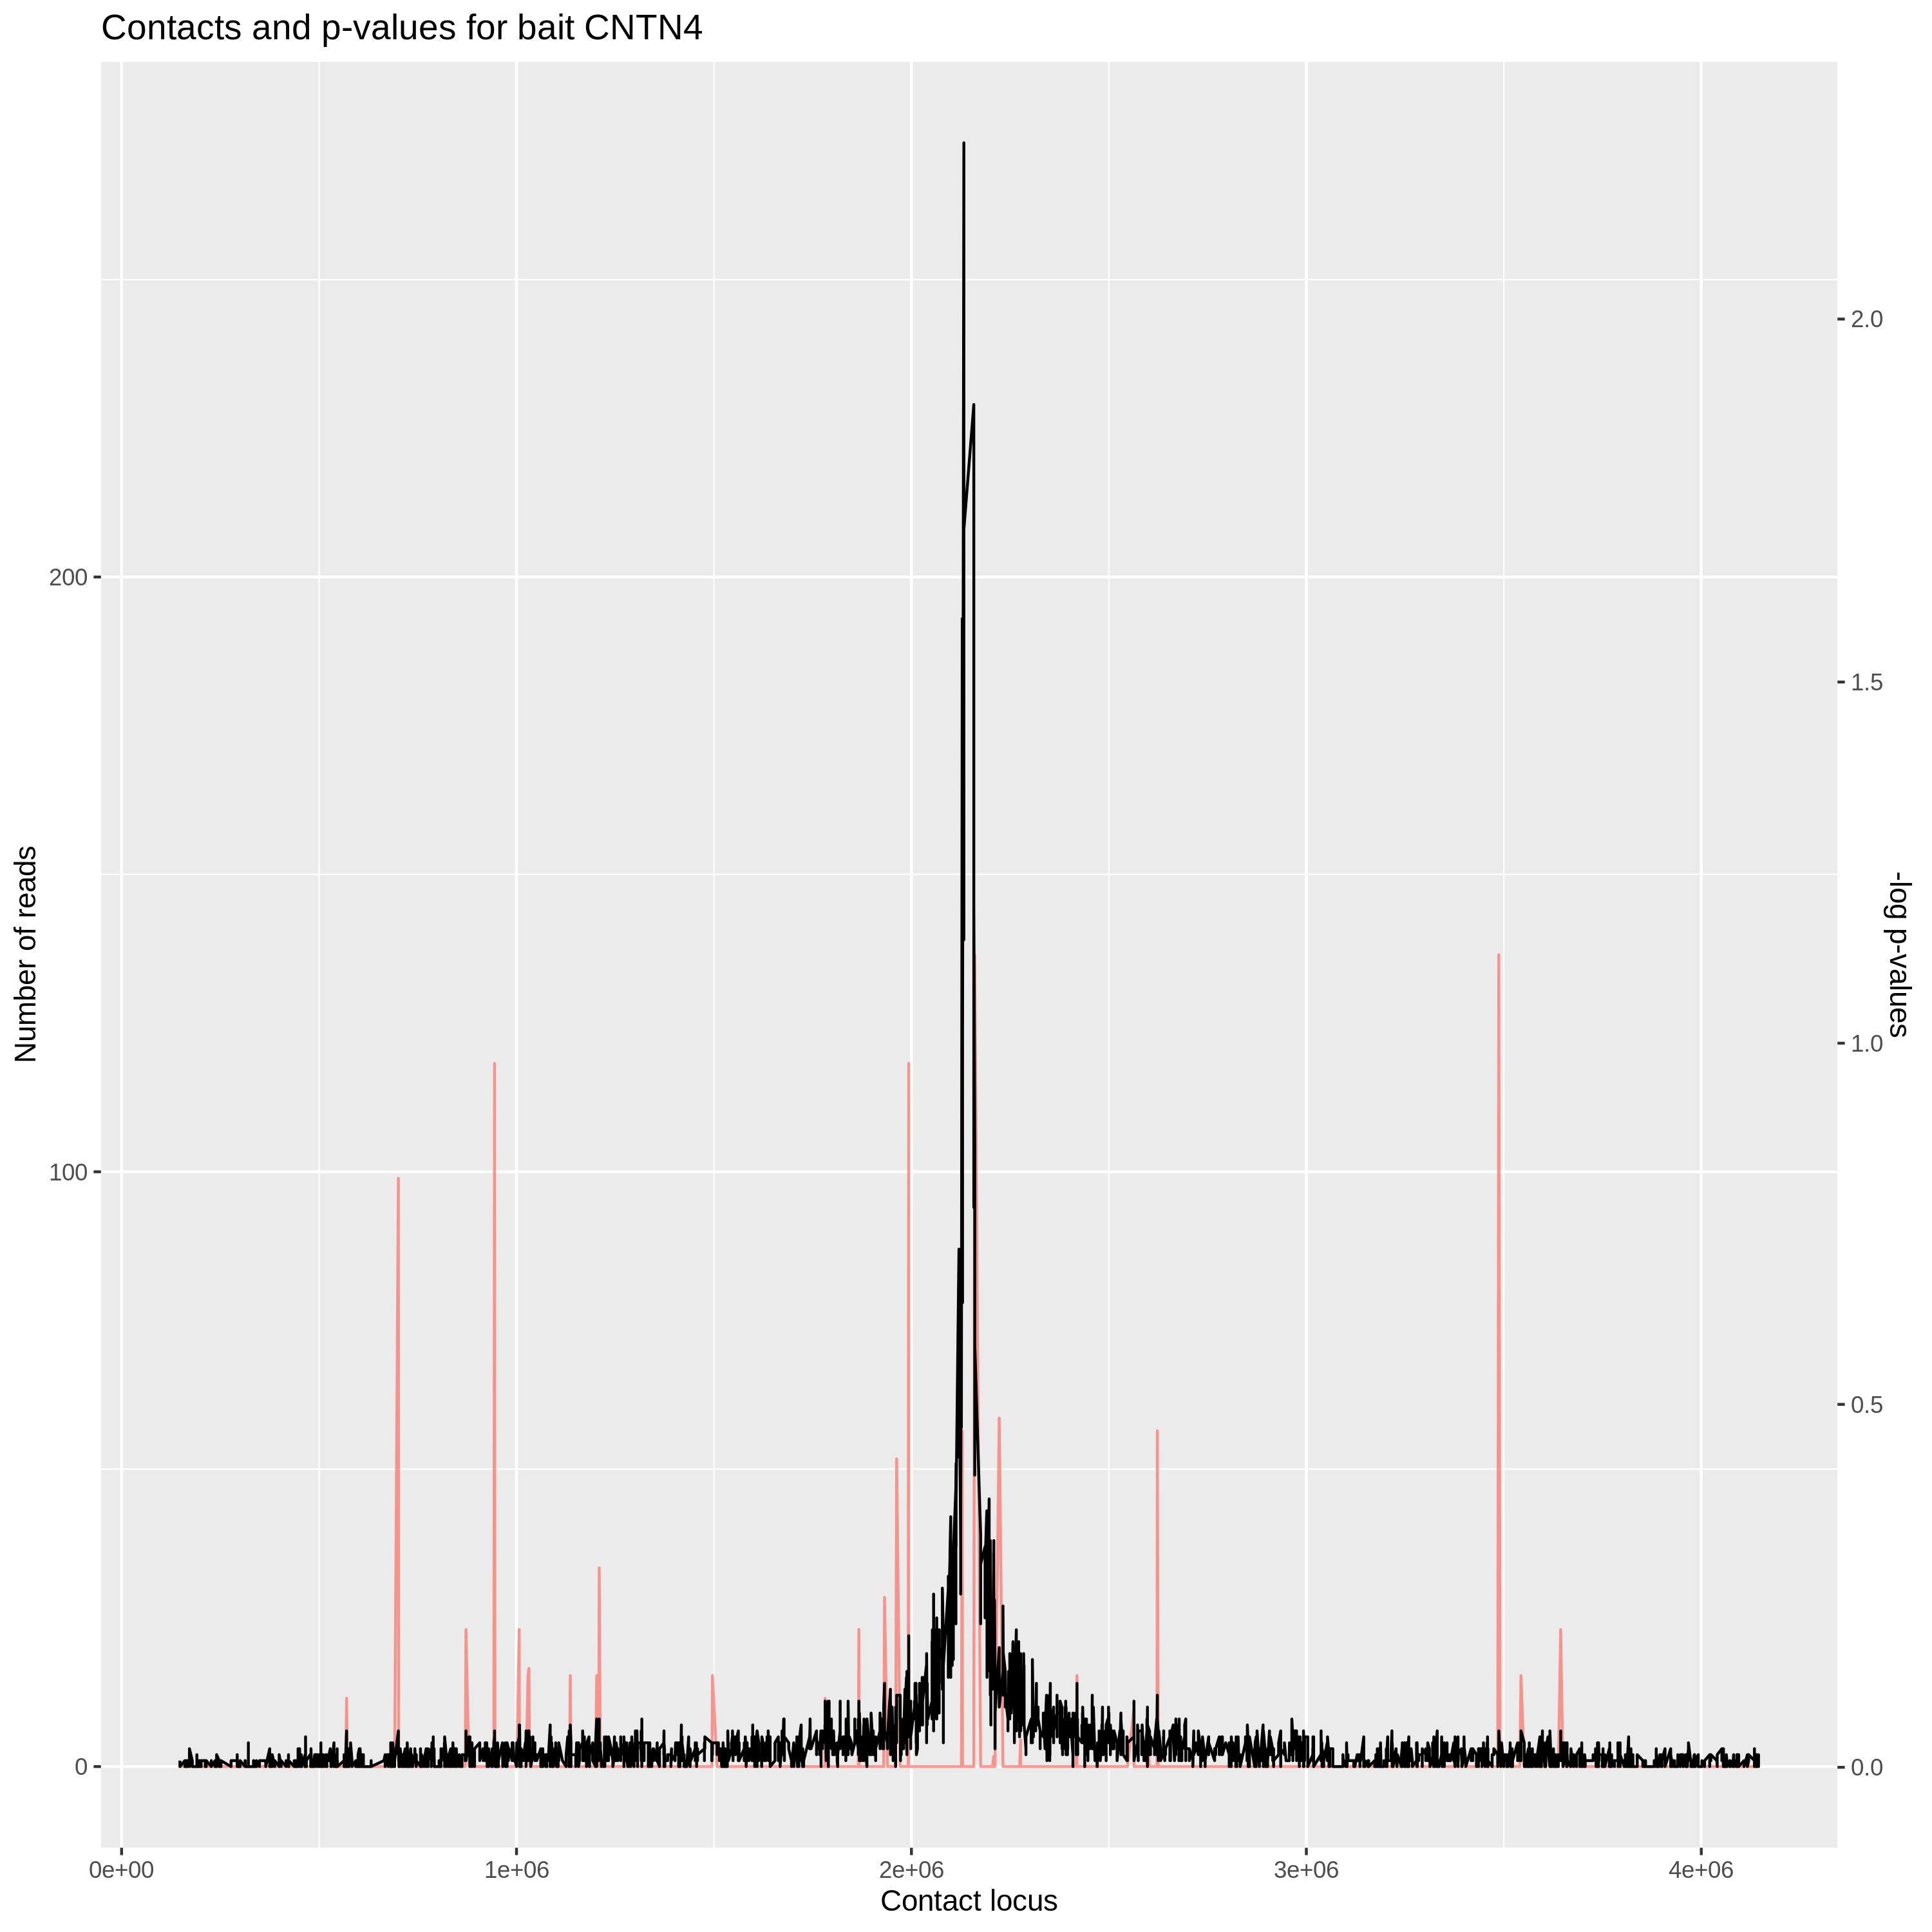 Contacts and p-values for bait CNTN4
Number of reads
200
100
0
2.0
1.5
1.0
0.5
0.0
-log p-values
0e+00
1e+06
2e+06
3e+06
4e+06
Contact locus